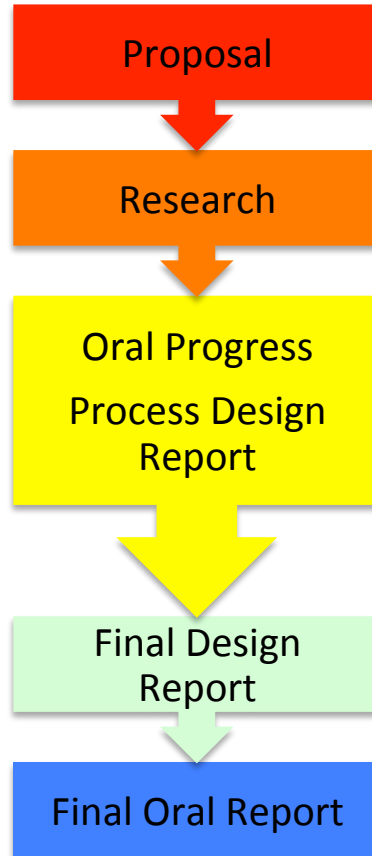 Proposal
Research
Oral Progress
Process Design
Report
Final Design
Report
Final Oral Report